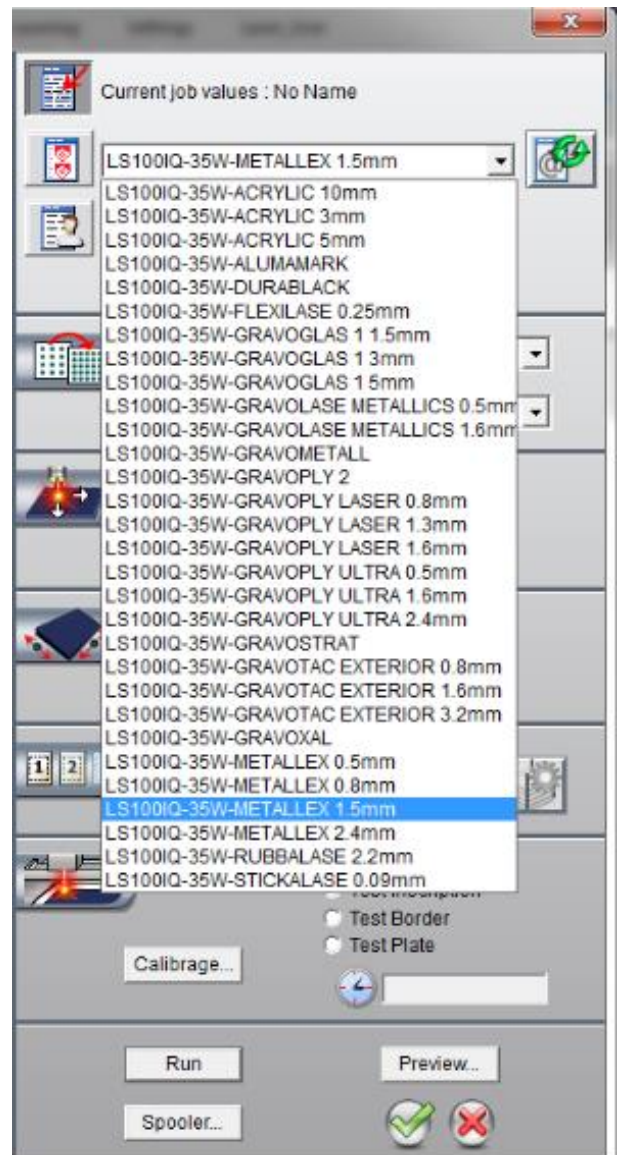 x
Current job values : No Name
LS100IQ-35W-METALLEX 1.5mm
LS100IQ-35W-ACRYLIC 10mm
LS100IQ-35W-ACRYLIC 3mm
LS100IQ-35W-ACRYLIC 5mm
LS100IQ-35W-ALUMAMARK
LS100IQ-35W-DURABLACK
LS100IQ-35W-FLEXILASE 0.25mm
LS100IQ-35W-GRAVOGLAS 1 1.5mm
LS100IQ-35W-GRAVOGLAS 1 3mm
LS100IQ-35W-GRAVOGLAS 1 5mm
LS100IQ-35W-GRAVOLASE METALLICS 0.5mm
LS100IQ-35W-GRAVOLASE METALLICS 1.6mm
LS100IQ-35W-GRAVOMETALL
LS100IQ-35W-GRAVOPLY 2
LS100IQ-35W-GRAVOPLY LASER 0.8mm
LS100IQ-35W-GRAVOPLY LASER 1.3mm
LS100IQ-35W-GRAVOPLY LASER 1.6mm
LS100IQ-35W-GRAVOPLY ULTRA 0.5mm
LS100IQ-35W-GRAVOPLY ULTRA 1.6mm
LS100IQ-35W-GRAVOPLY ULTRA 2.4mm
LS100IQ-35W-GRAVOSTRAT
LS100IQ-35W-GRAVOTAC EXTERIOR 0.8mm
LS100IQ-35W-GRAVOTAC EXTERIOR 1.6mm
LS100IQ-35W-GRAVOTAC EXTERIOR 3.2mm
LS100IQ-35W-GRAVOXAL
1 2
LS100IQ-35W-METALLEX 0.5mm
LS100IQ-35W-METALLEX 0.8mm
LS100IQ-35W-METALLEX 1.5mm
LS100IQ-35W-METALLEX 2.4mm
LS100IQ-35W-RUBBALASE 2.2mm
LS100IQ-35W-STICKALASE 0.09mm
Test Border
Test Plate
Calibrage...
Run
Preview...
Spooler...